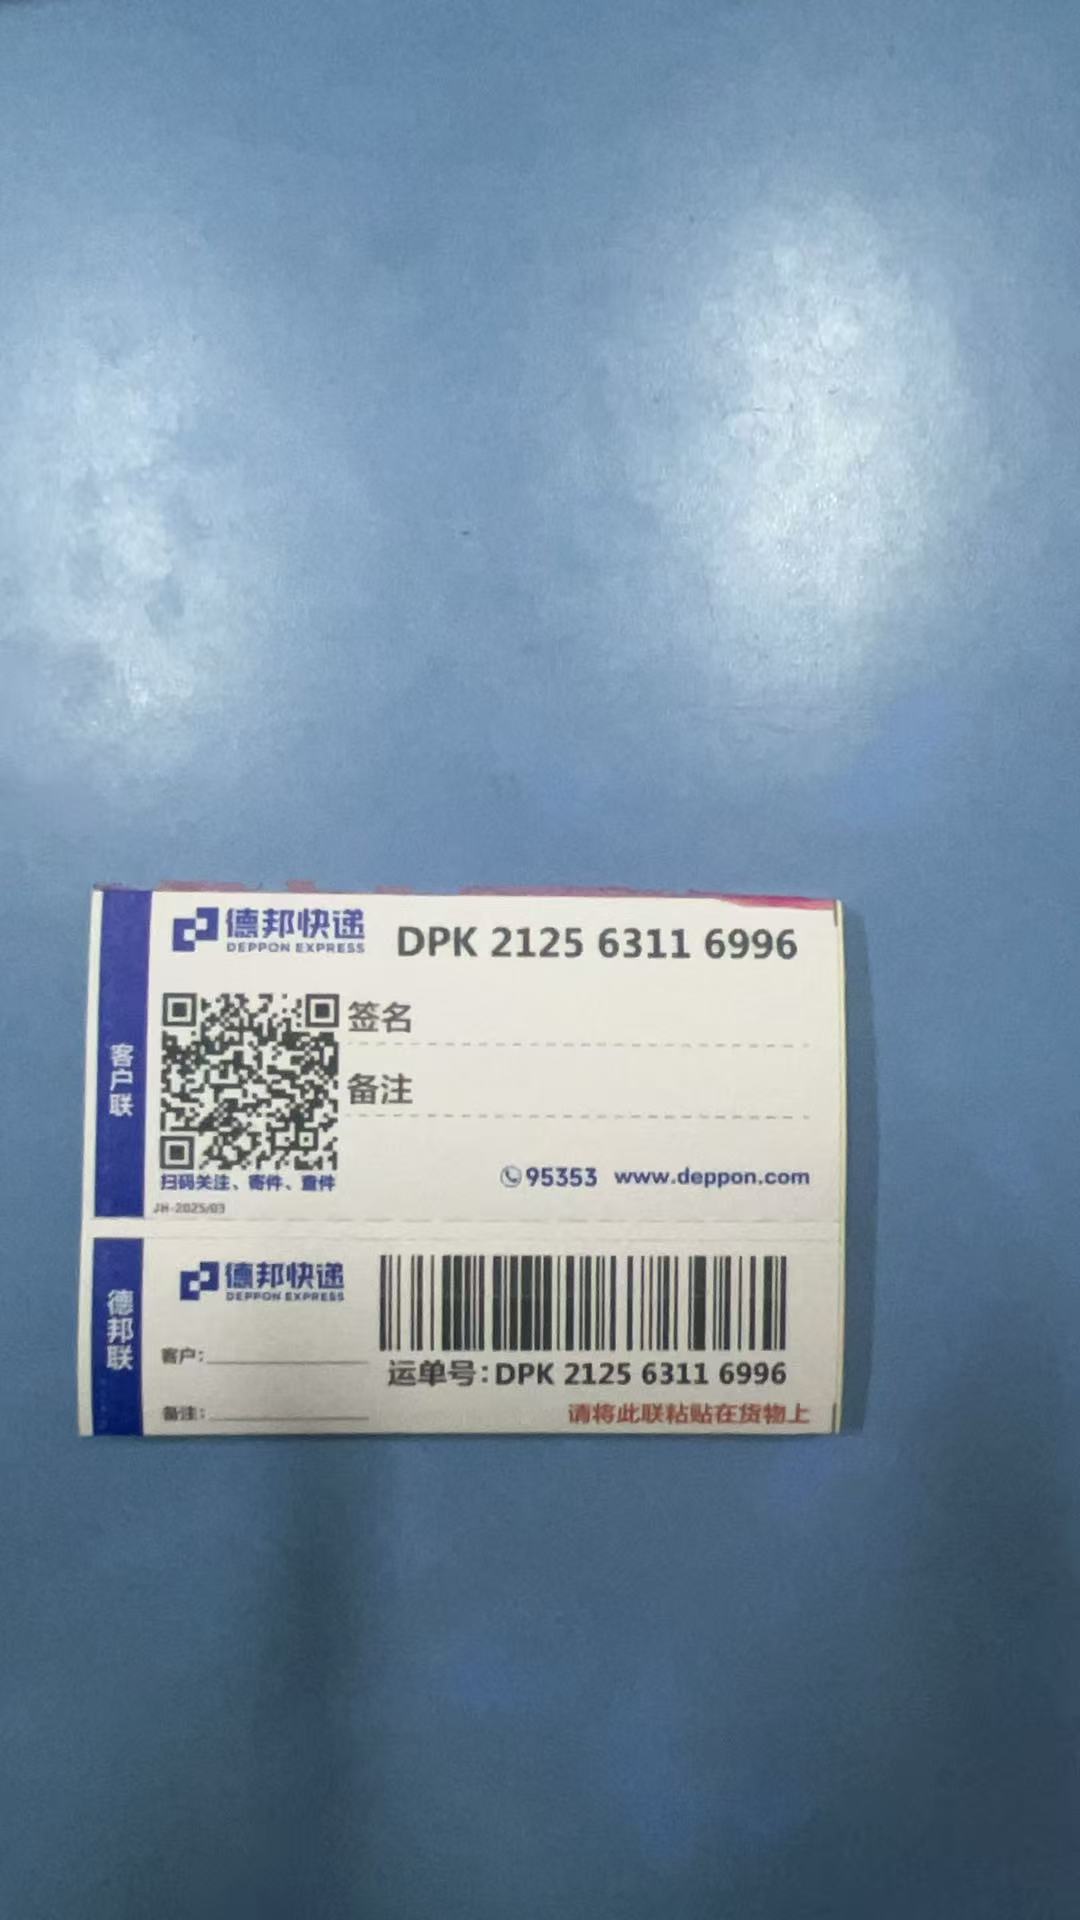 德邦快递
DEPPON EXPRESS
DPK 2125 6311 6996
客户联
签名
备注
扫码关注、寄件、查件
95353 www.deppon.com
JH-2025/03
德邦联
德邦快递
DEPPON EXPRESS
客户:
运单号:DPK 2125 6311 6996
备注:
请将此联粘贴在货物上